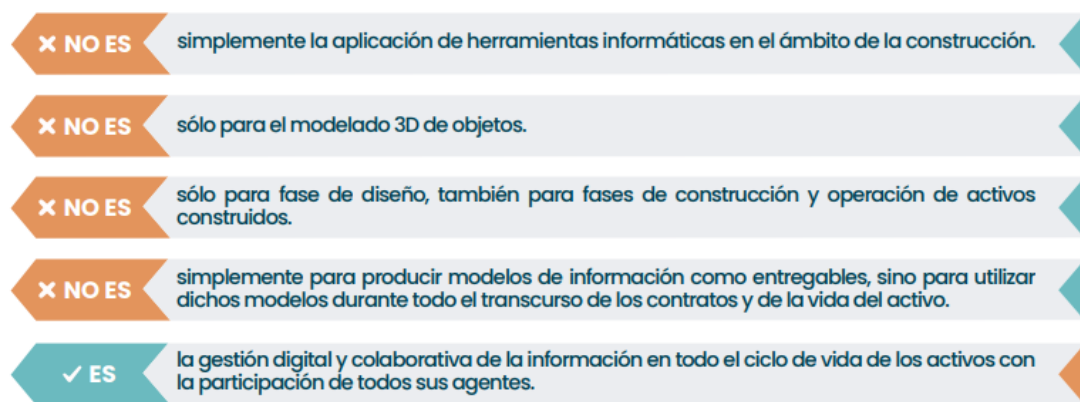 ✕ NO ES simplemente la aplicación de herramientas informáticas en el ámbito de la construcción.
✕ NO ES sólo para el modelado 3D de objetos.
✕ NO ES sólo para fase de diseño, también para fases de construcción y operación de activos
construidos.
✕ NO ES simplemente para producir modelos de información como entregables, sino para utilizar
dichos modelos durante todo el transcurso de los contratos y de la vida del activo.
✓ ES la gestión digital y colaborativa de la información en todo el ciclo de vida de los activos con
la participación de todos sus agentes.